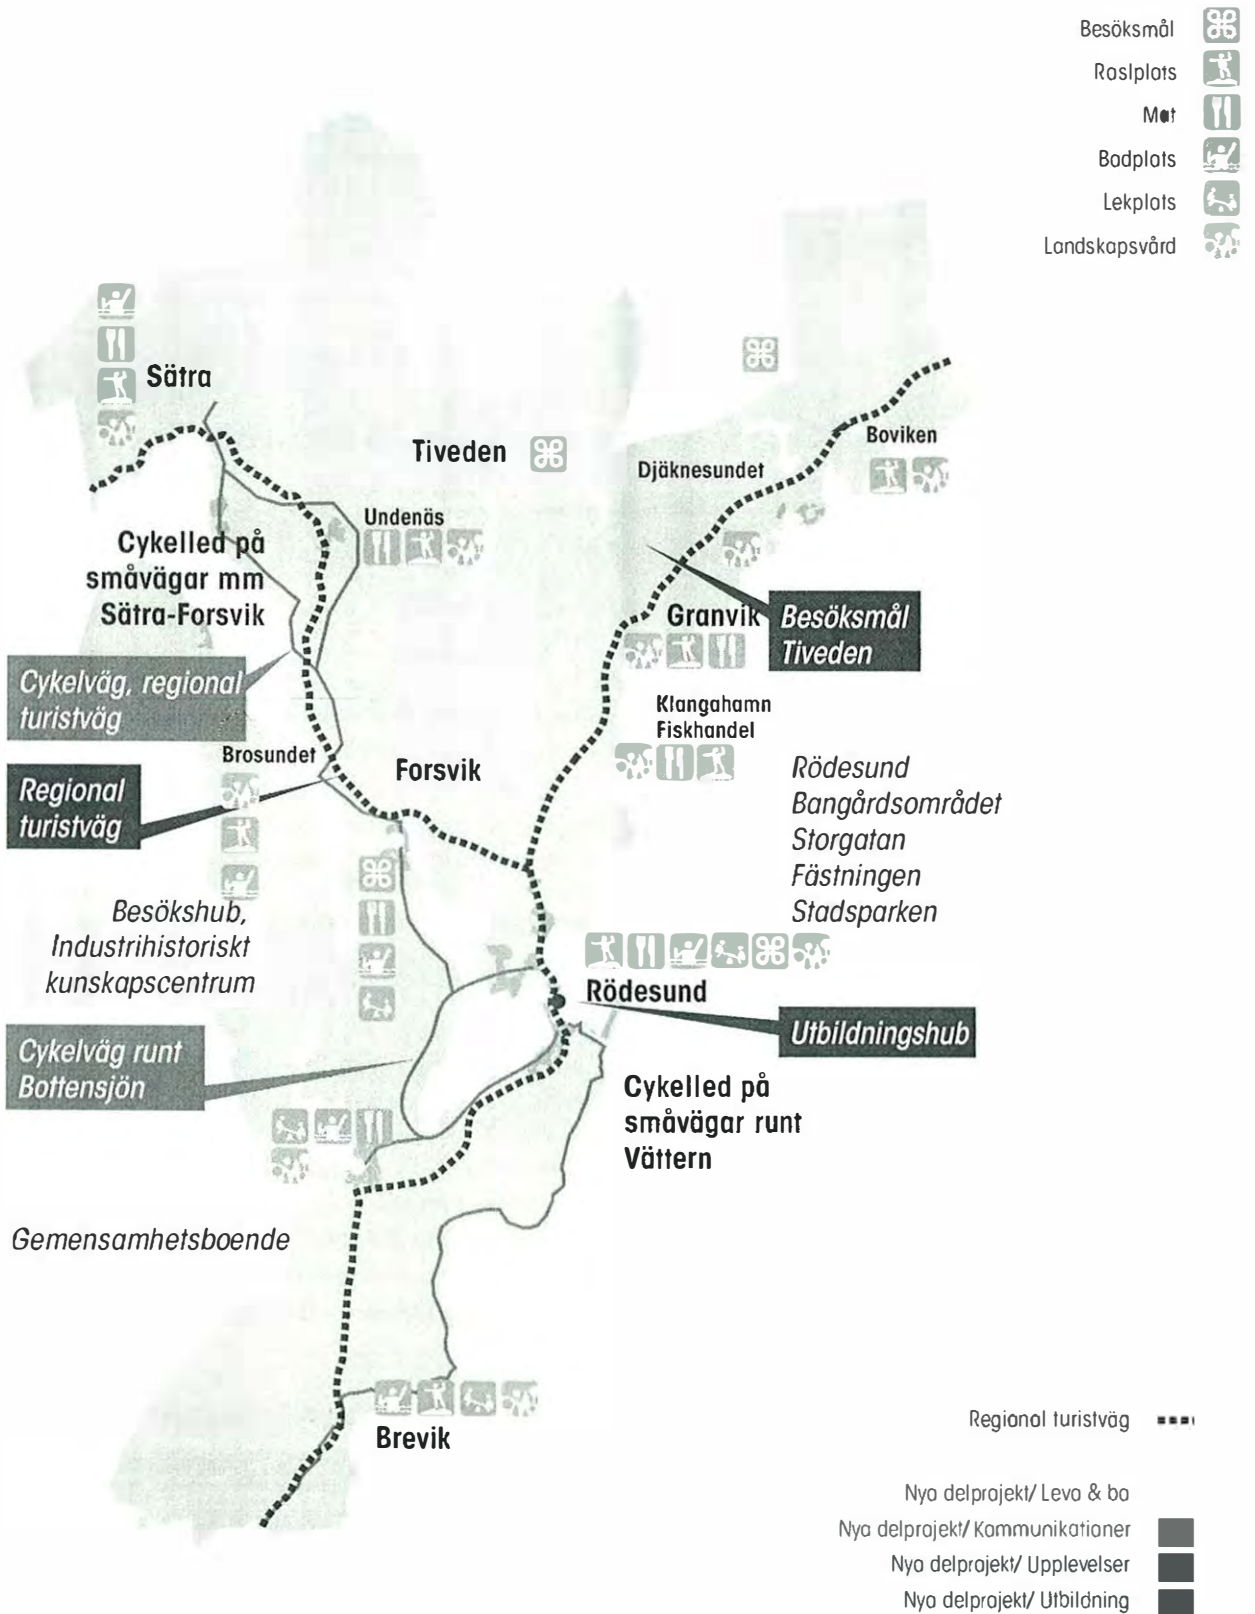 Besöksmål
Raslplats
Mat
Badplats
Lekplats
Landskapsvård
Sätra
Tiveden
Boviken
Djäknesundet
Undenäs
Cykelled på
småvägar mm
Sätra-Forsvik
Granvik
Besöksmål
Tiveden
Cykelväg, regional
turistväg
Klangahamn
Fiskhandel
Brosundet
Forsvik
Regional
turistväg
Rödesund
Bangårdsområdet
Storgatan
Fästningen
Stadsparken
Besökshub,
Industrihistoriskt
kunskapscentrum
Rödesund
Utbildningshub
Cykelväg runt
Bottensjön
Cykelled på
småvägar runt
Vättern
Gemensamhetsboende
Brevik
Regional turistväg
Nya delprojekt/ Leva & bo
Nya delprojekt/ Kommunikationer
Nya delprojekt/ Upplevelser
Nya delprojekt/ Utbildning